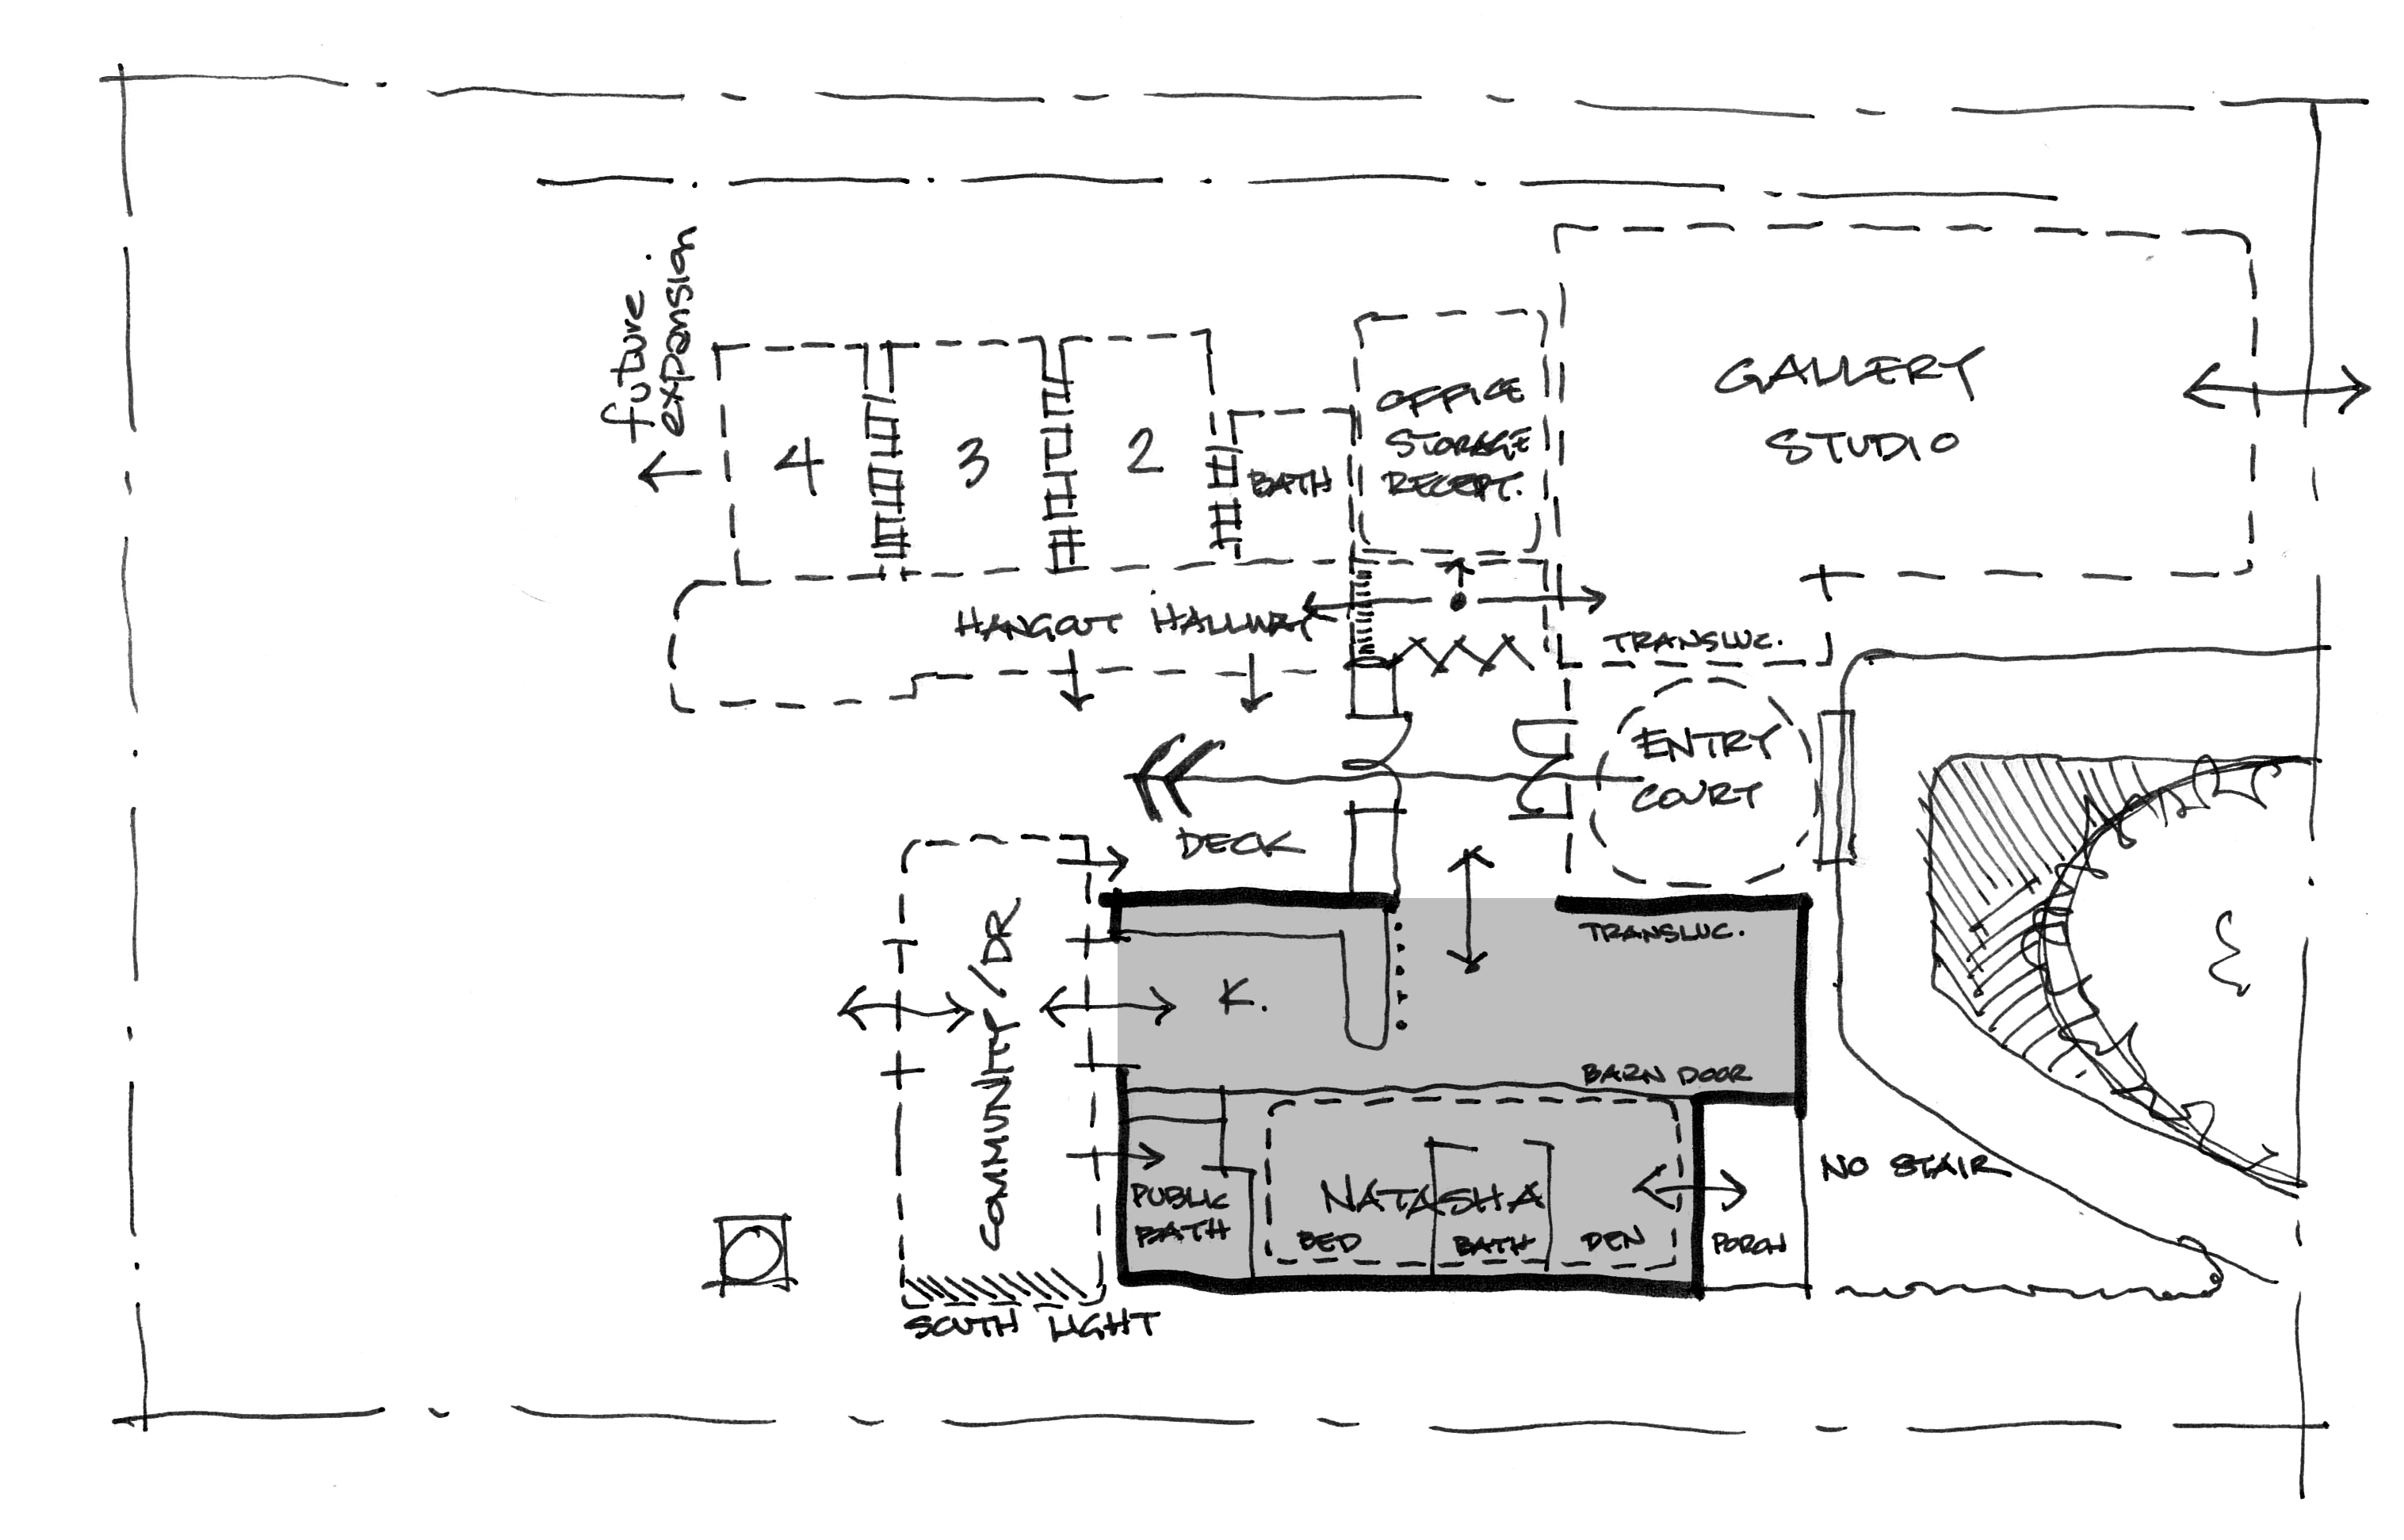 future
expansion
4
3
2
BATH
OFFICE
STORAGE
RECEPT.
GALLERY
STUDIO
HANGOUT HALLWAY
TRANSLUC.
ENTRY
COURT
DECK
COMMUNITY/DR
K.
TRANSLUC.
BARN DOOR
PUBLIC
BATH
NATASHA
BED
BATH
DEN
PORCH
NO STAIR
SOUTH LIGHT